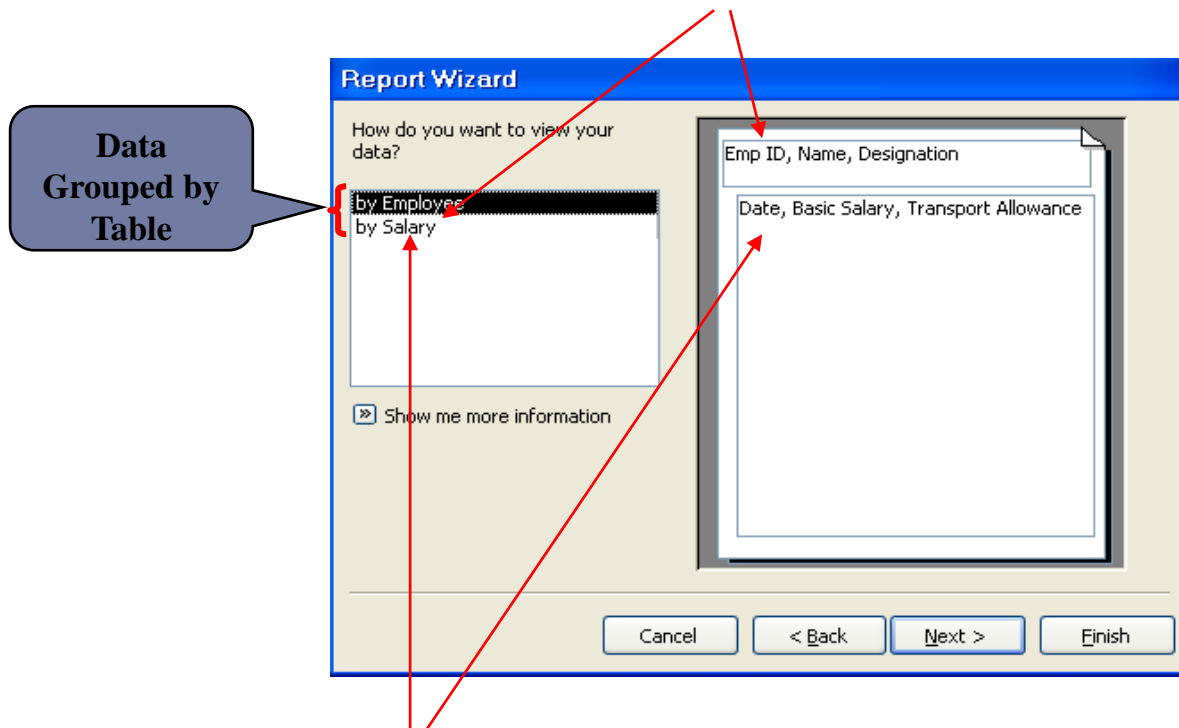 Report Wizard
Data
Grouped by
Table
How do you want to view your
data?
by Employee
by Salary
Show me more information
Emp ID, Name, Designation
Date, Basic Salary, Transport Allowance
Cancel
< Back
Next >
Finish